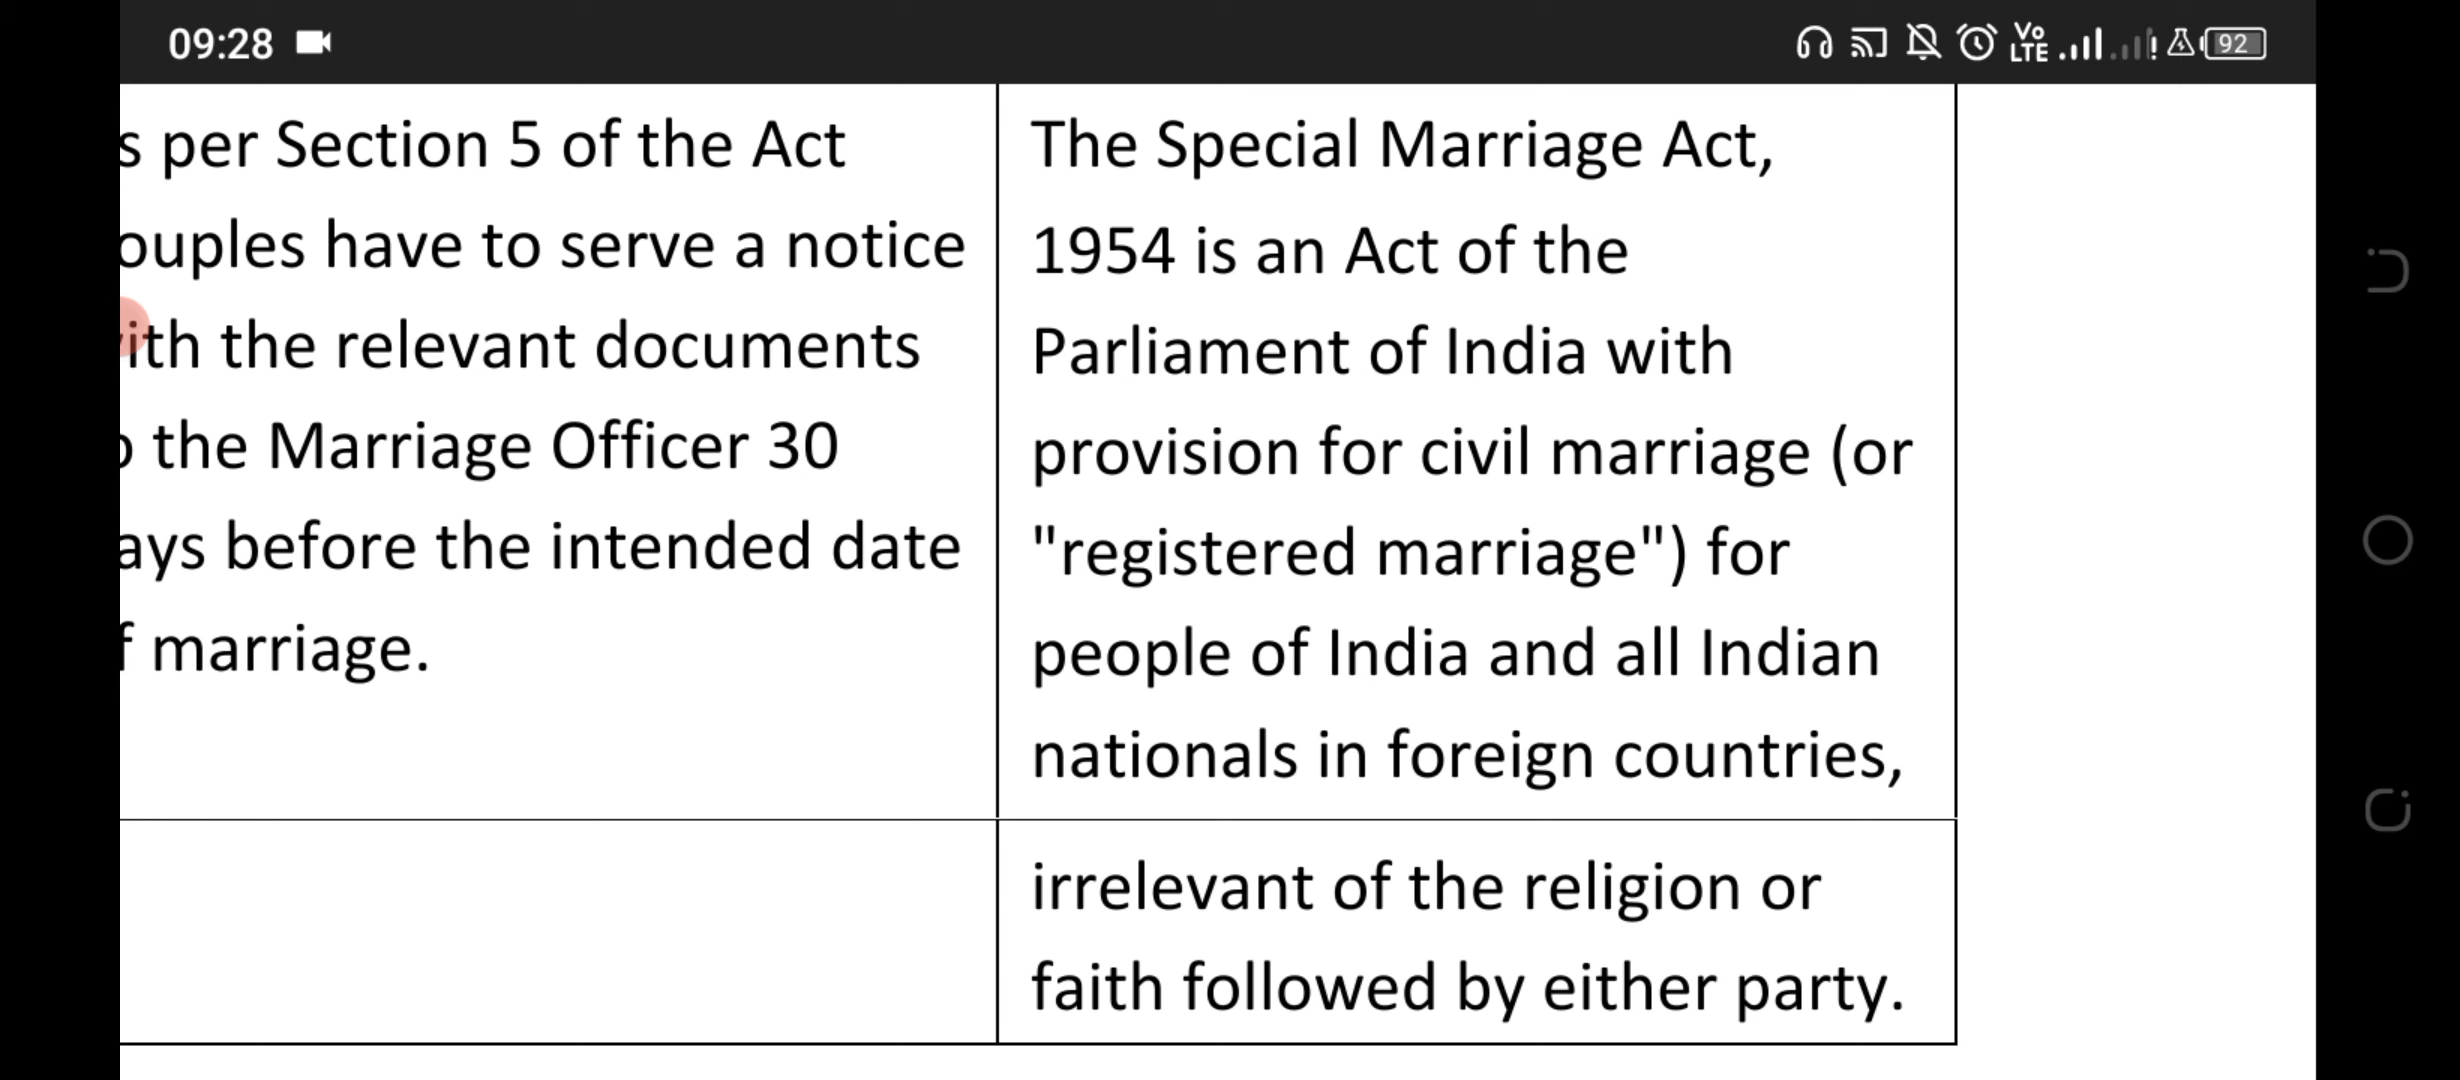 09:28
Vo
LTE
92
per Section 5 of the Act
have to serve a notice
the relevant documents
the Marriage Officer 30
before the intended date
marriage.
The Special Marriage Act,
1954 is an Act of the
Parliament of India with
provision for civil marriage (or
"registered marriage") for
people of India and all Indian
nationals in foreign countries,
irrelevant of the religion or
faith followed by either party.